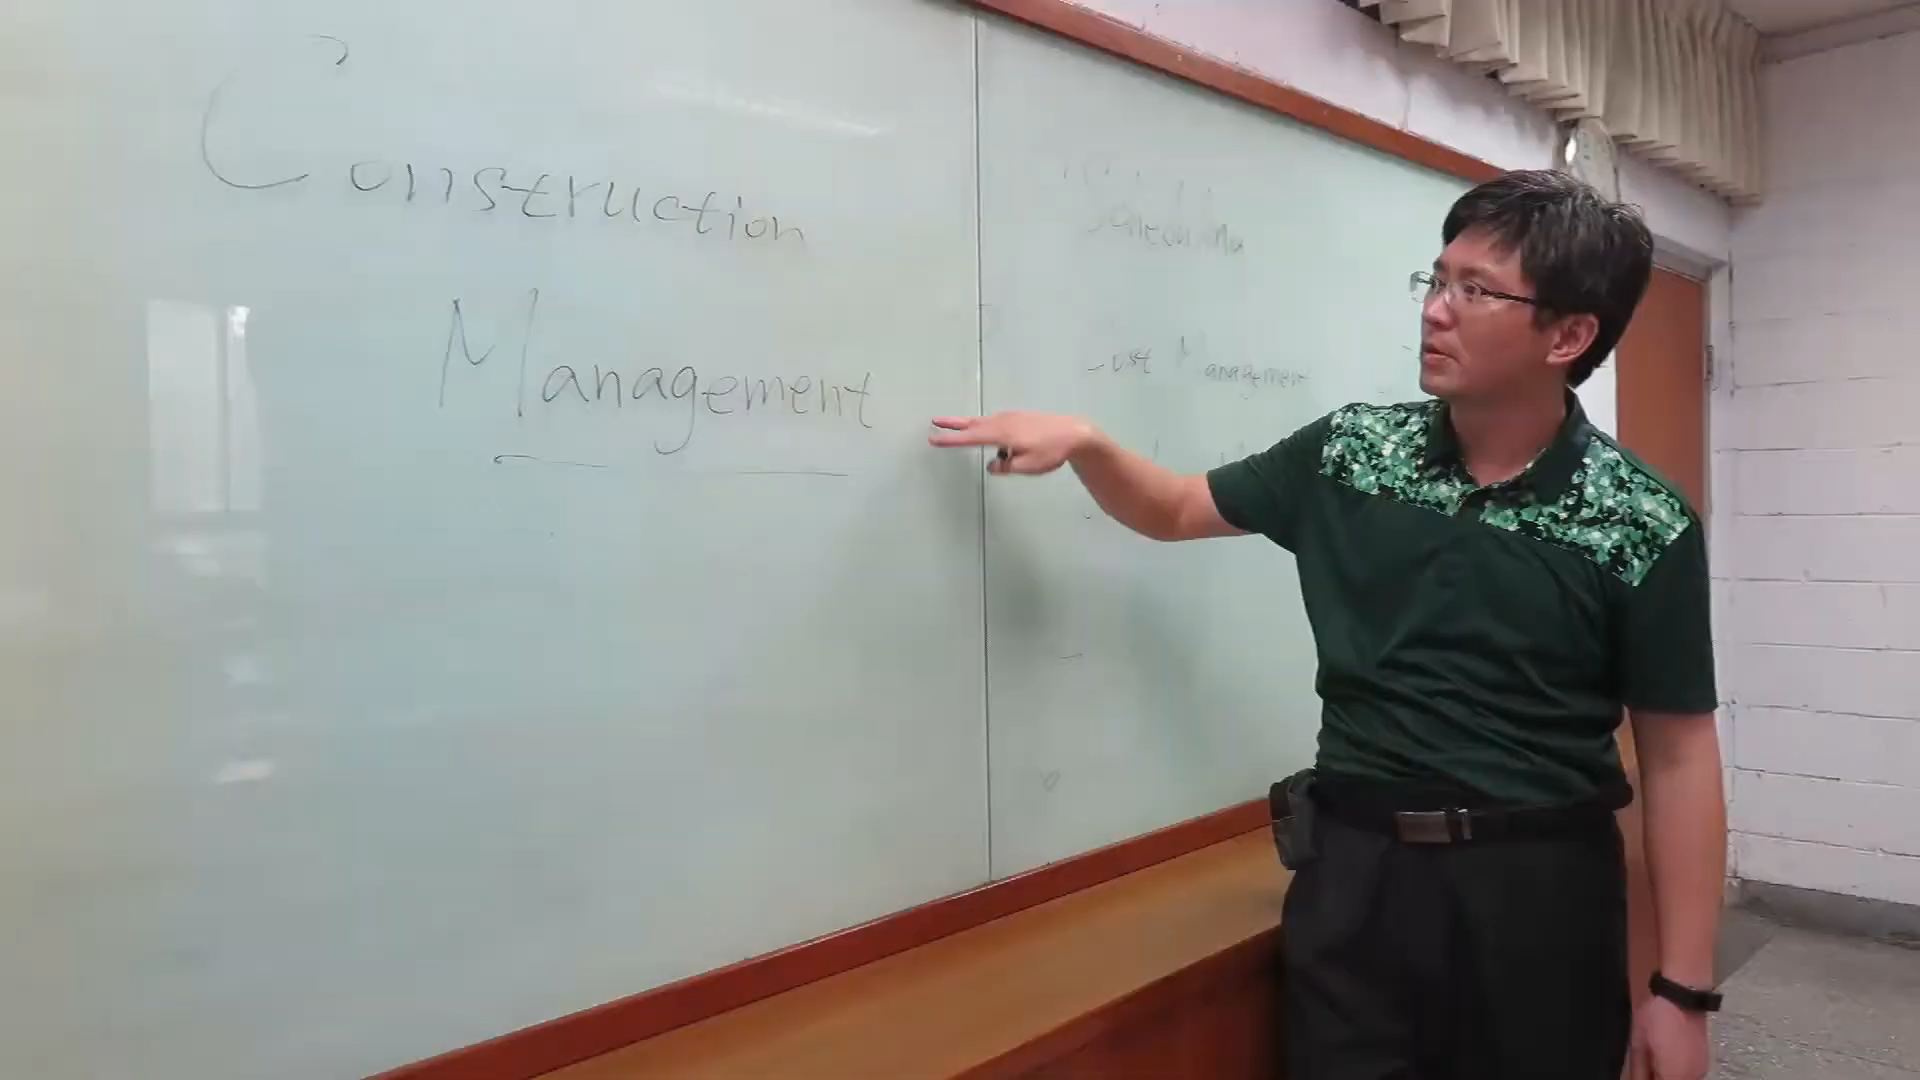 Construction
Management
Scheduling
Cost Management